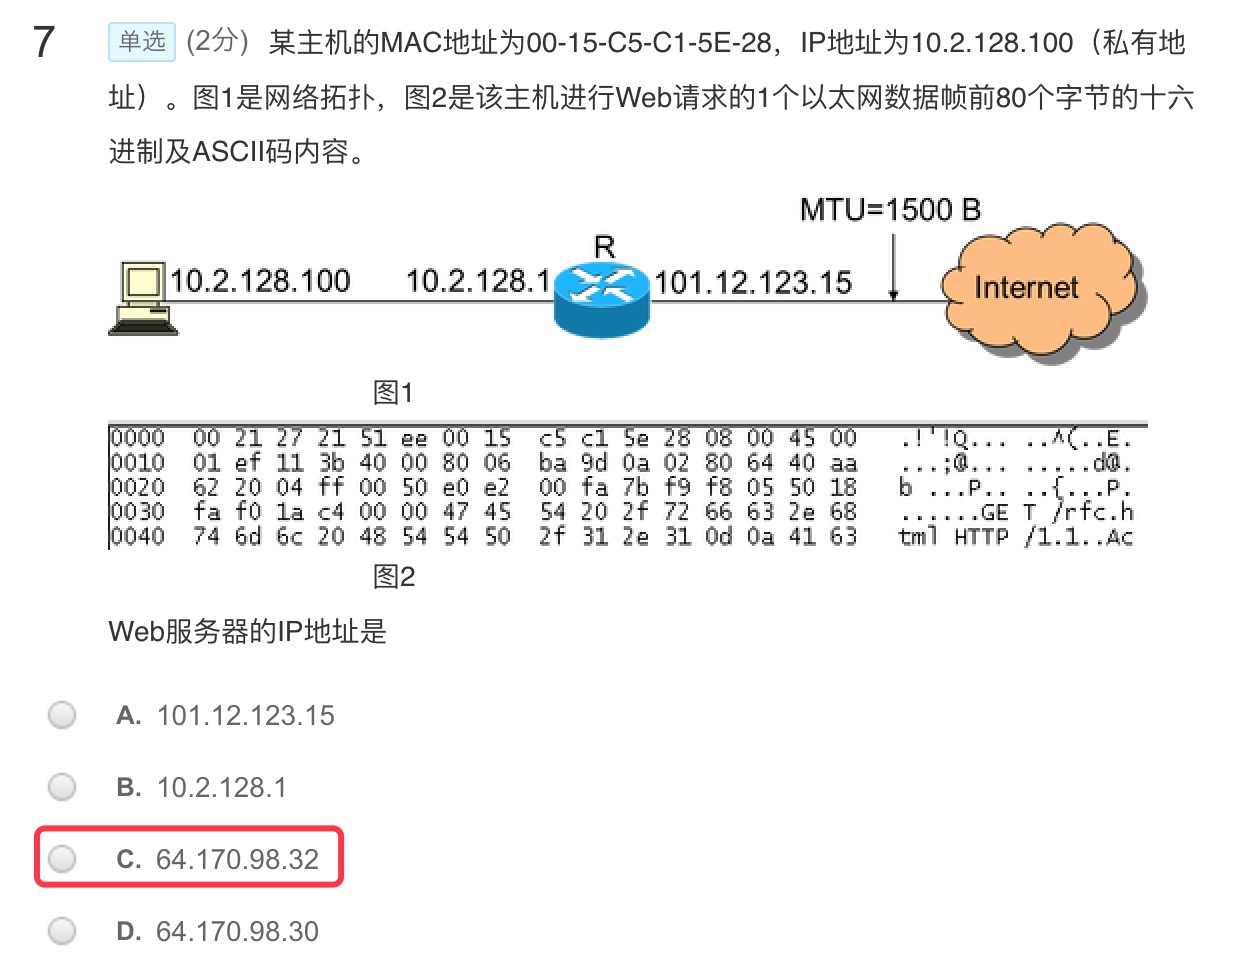 7 单选 (2分) 某主机的MAC地址为00-15-C5-C1-5E-28，IP地址为10.2.128.100（私有地
址）。图1是网络拓扑，图2是该主机进行Web请求的1个以太网数据帧前80个字节的十六
进制及ASCII码内容。
MTU=1500 B
R
10.2.128.100 10.2.128.1 101.12.123.15 Internet
图1
0000 00 21 27 21 51 ee 00 15 c5 c1 5e 28 08 00 45 00 .!'!Q... ..^(..E.
0010 01 ef 11 3b 40 00 80 06 ba 9d 0a 02 80 64 40 aa ...;@... .....d@.
0020 62 20 04 ff 00 50 e0 e2 00 fa 7b f9 f8 05 50 18 b ...P.. ..{...P.
0030 fa f0 1a c4 00 00 47 45 54 20 2f 72 66 63 2e 68 ......GE T /rfc.h
0040 74 6d 6c 20 48 54 54 50 2f 31 2e 31 0d 0a 41 63 tml HTTP /1.1..Ac
图2
Web服务器的IP地址是
A. 101.12.123.15
B. 10.2.128.1
C. 64.170.98.32
D. 64.170.98.30